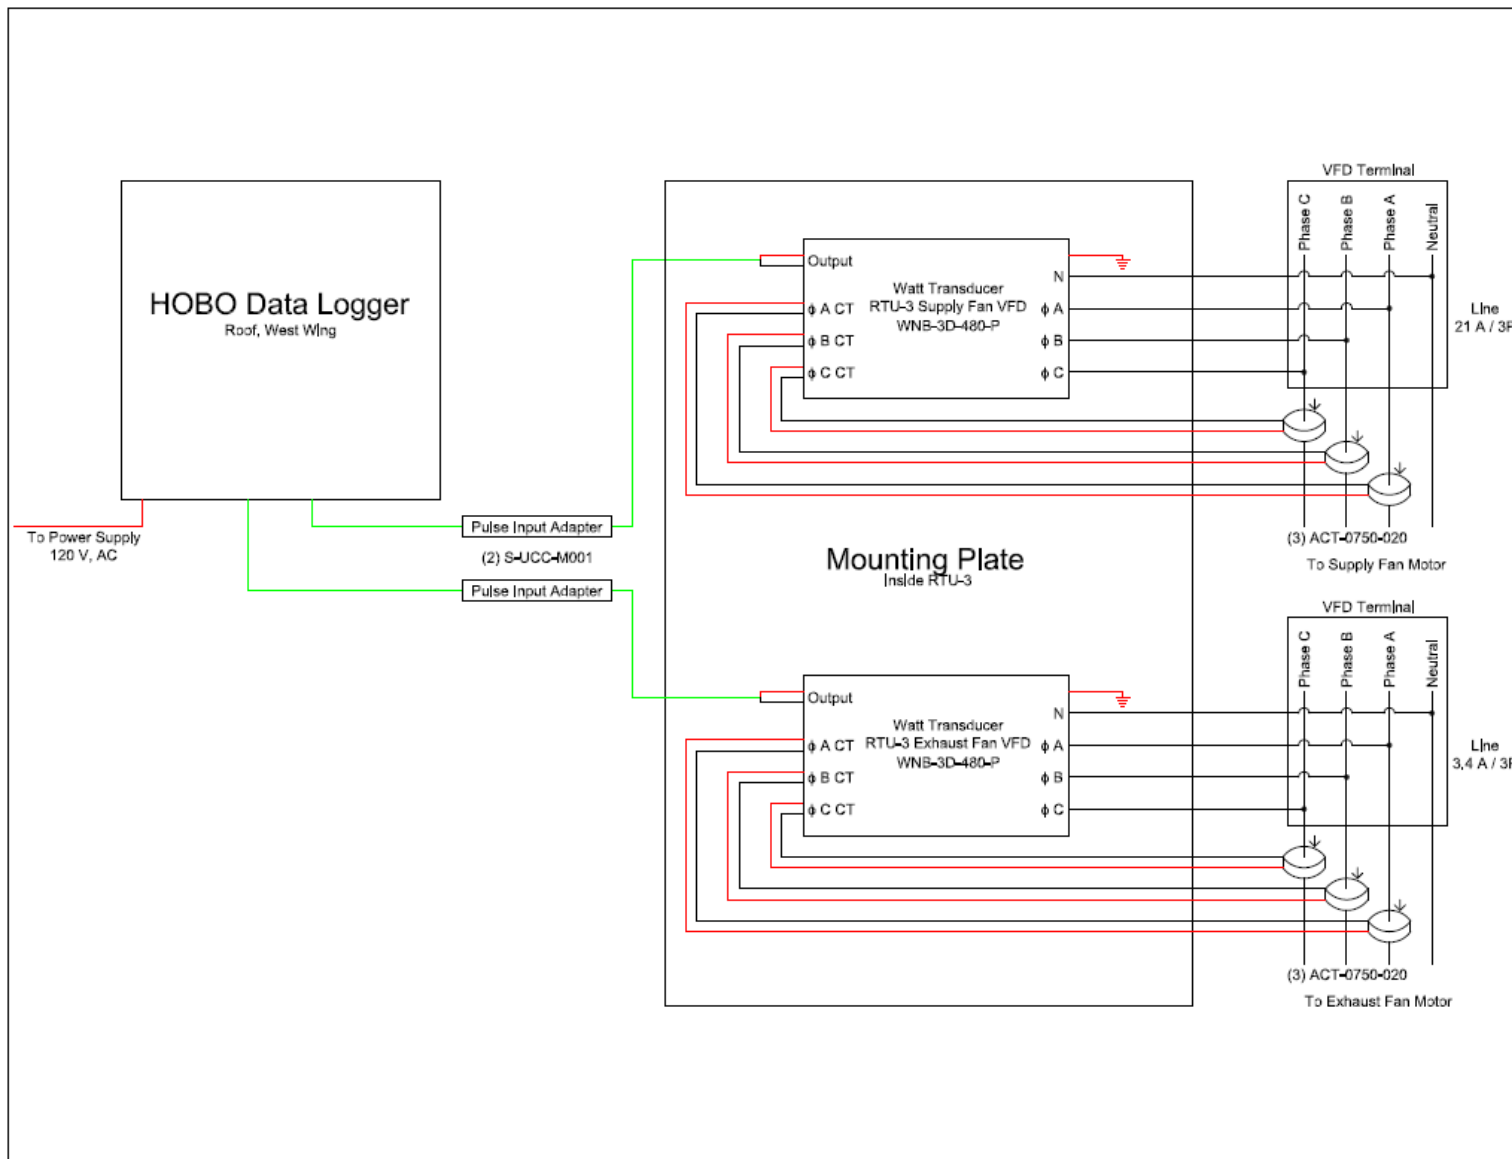 VFD Terminal
Phase C
Phase B
Phase A
Neutral
Output
N
Watt Transducer
RTU-3 Supply Fan VFD
WNB-3D-480-P
ϕ A CT
ϕ A
ϕ B CT
ϕ B
ϕ C CT
ϕ C
Line
21 A / 3
HOBO Data Logger
Roof, West Wing
To Power Supply
120 V, AC
Pulse Input Adapter
(2) S-UCC-M001
Pulse Input Adapter
Mounting Plate
Inside RTU-3
(3) ACT-0750-020
To Supply Fan Motor
VFD Terminal
Phase C
Phase B
Phase A
Neutral
Output
N
Watt Transducer
RTU-3 Exhaust Fan VFD
WNB-3D-480-P
ϕ A CT
ϕ A
ϕ B CT
ϕ B
ϕ C CT
ϕ C
Line
3.4 A / 3
(3) ACT-0750-020
To Exhaust Fan Motor